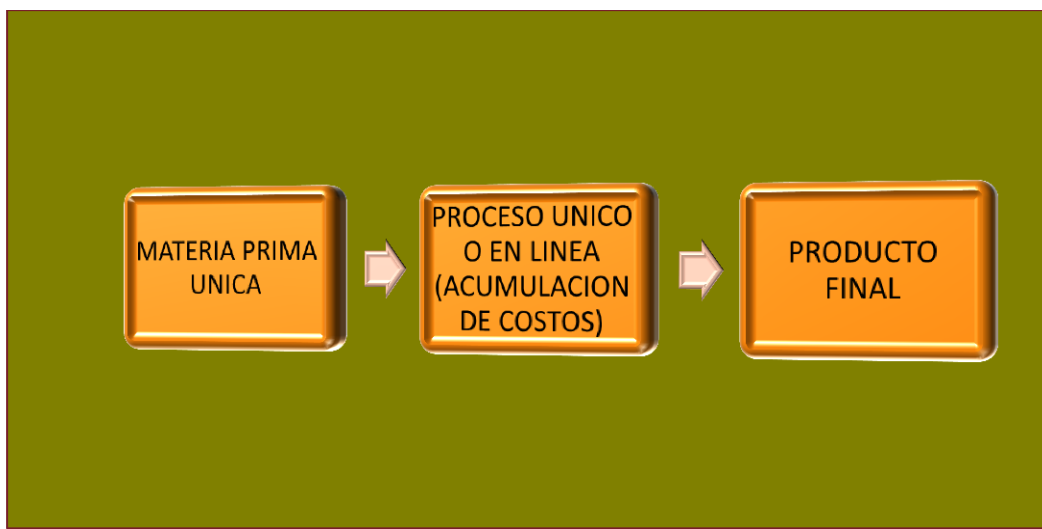 MATERIA PRIMA
UNICA
PROCESO UNICO
O EN LINEA
(ACUMULACION
DE COSTOS)
PRODUCTO
FINAL